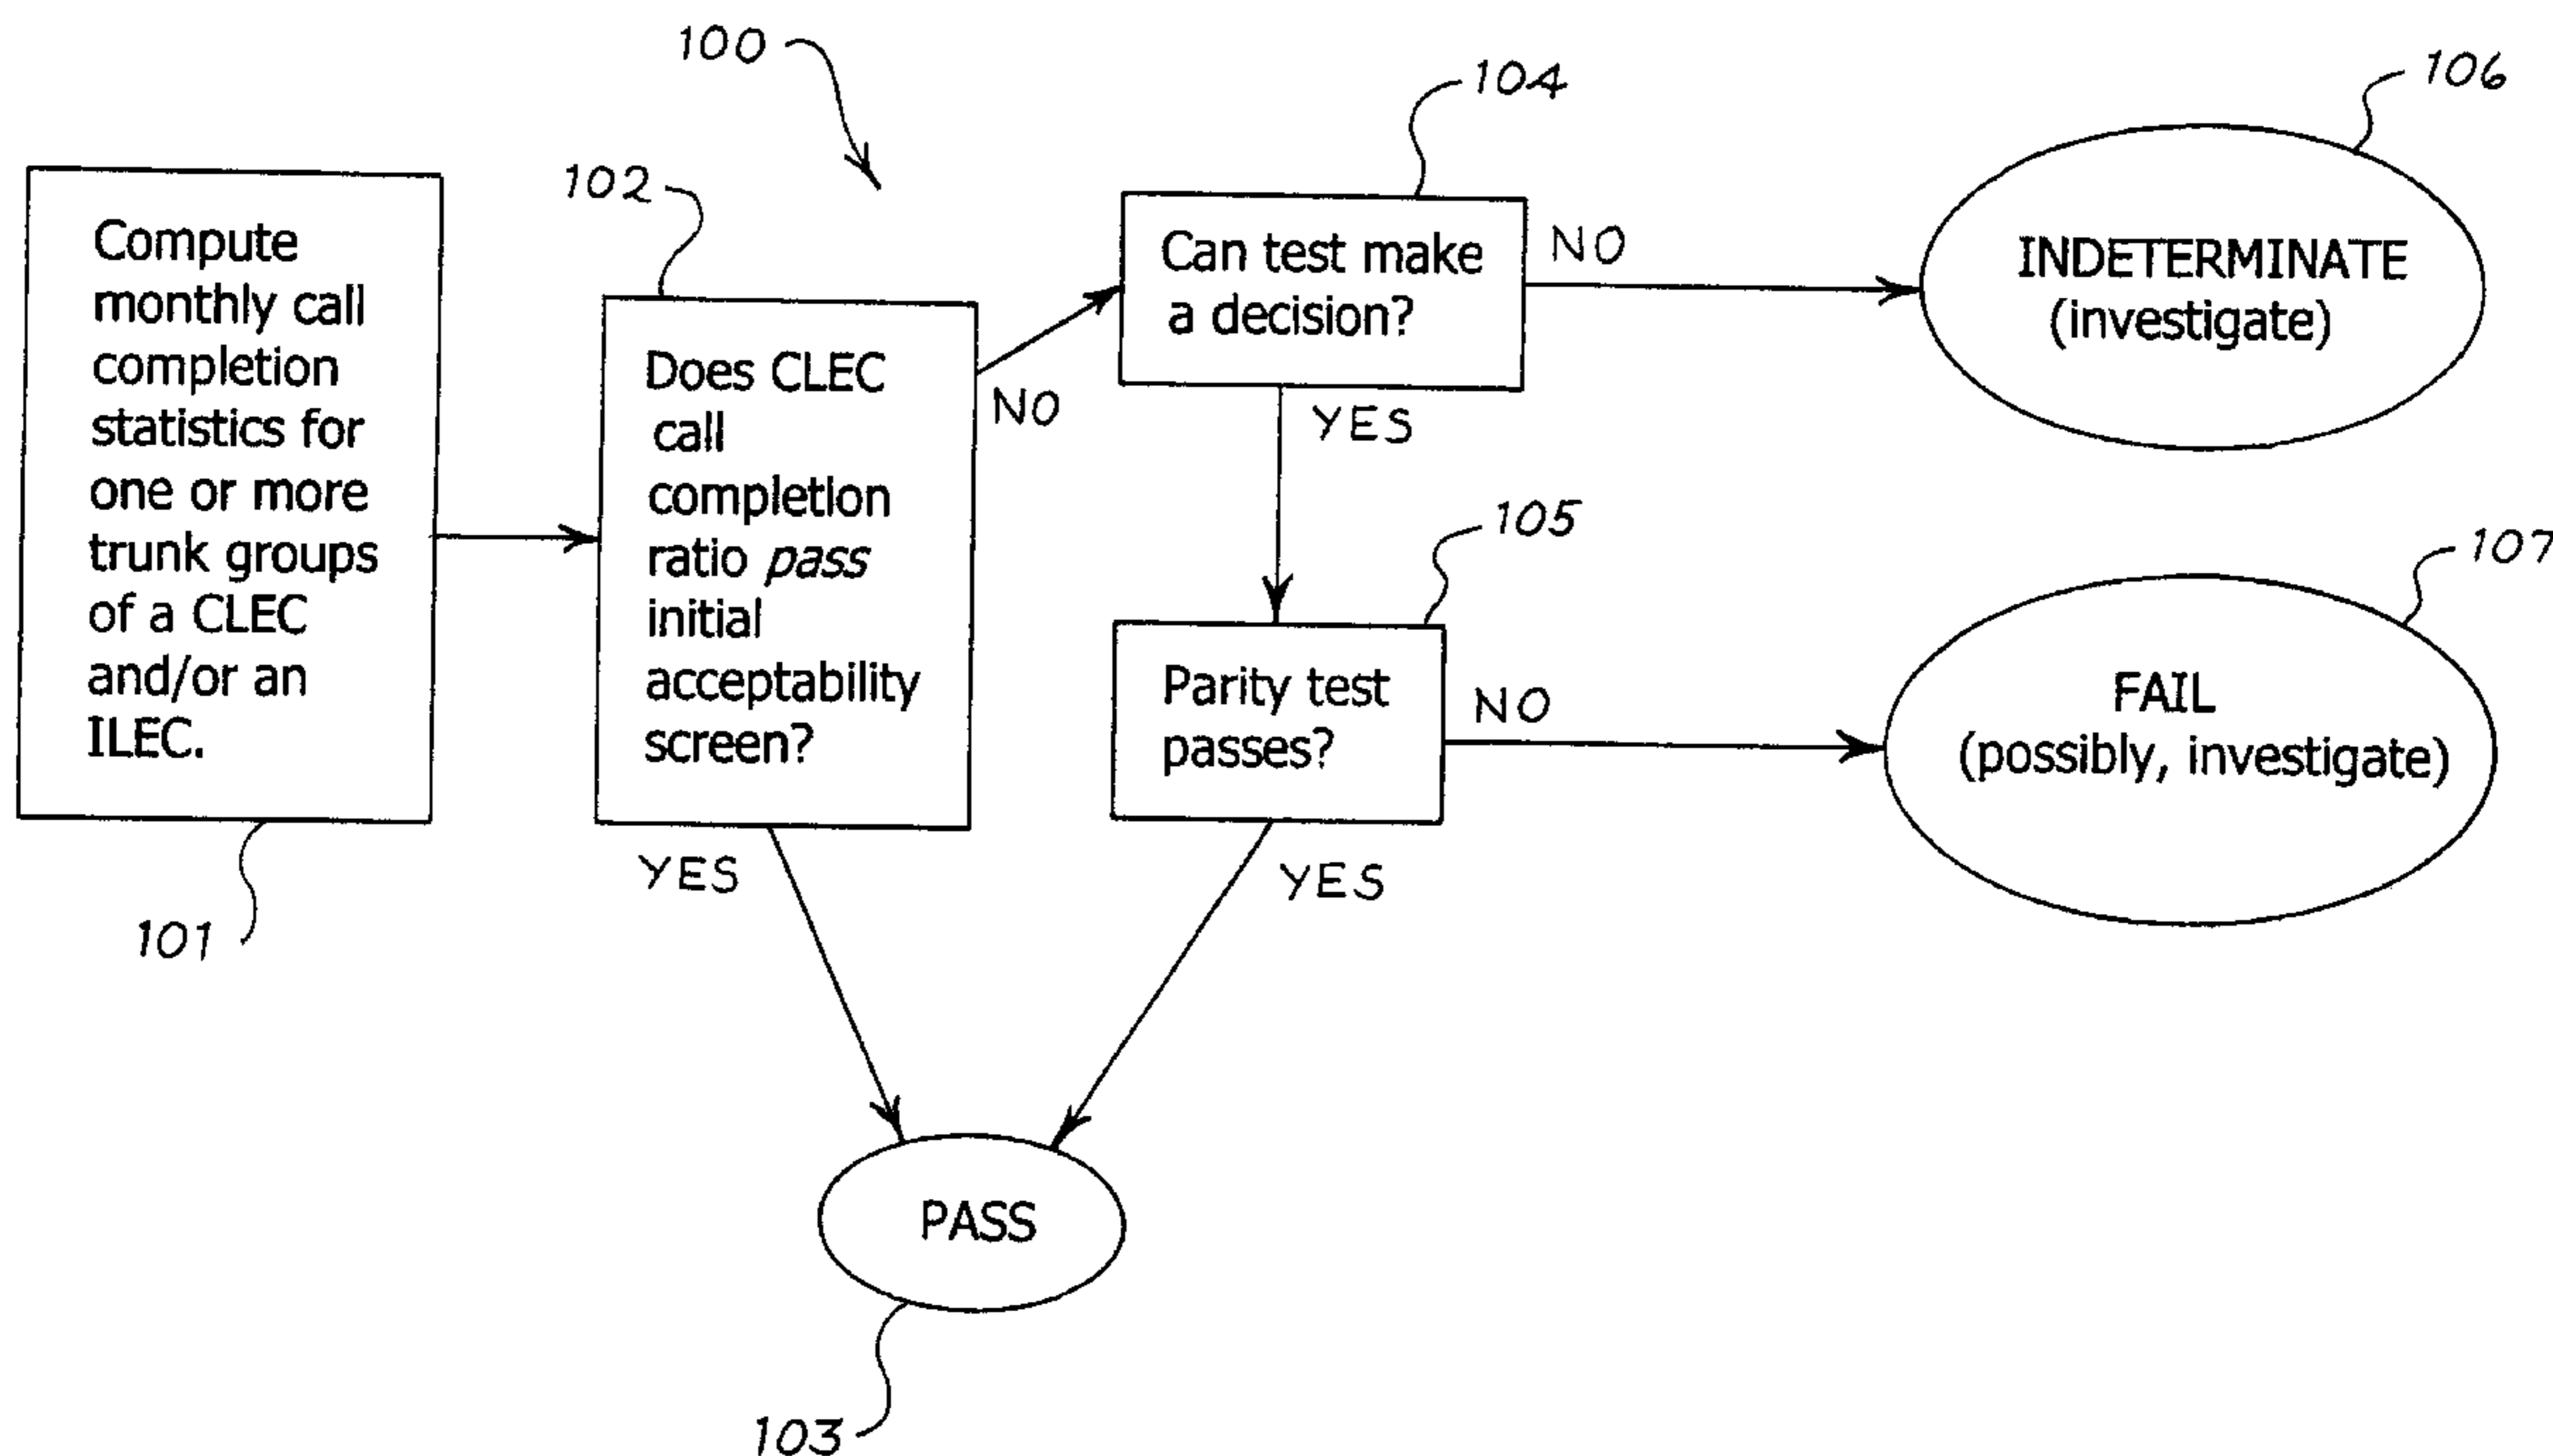 100
104
106
102
Compute
monthly call
completion
statistics for
one or more
trunk groups
of a CLEC
and/or an
ILEC.
101
Does CLEC
call
completion
ratio pass
initial
acceptability
screen?
NO
YES
Can test make
a decision?
NO
YES
INDETERMINATE
(investigate)
105
Parity test
passes?
NO
YES
107
FAIL
(possibly, investigate)
PASS
103